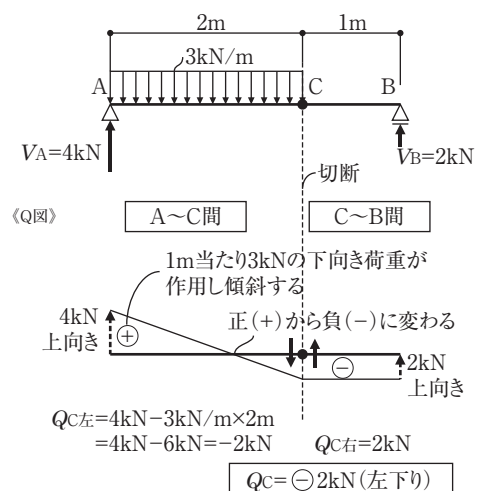 2m 1m
3kN/m
A C B
VA=4kN VB=2kN
切断
《Q図》 A～C間 C～B間
1m当たり3kNの下向き荷重が
作用し傾斜する
4kN 正(+)から負(−)に変わる
上向き + − 2kN
上向き
QC左=4kN−3kN/m×2m
=4kN−6kN=−2kN QC右=2kN
QC=⊖2kN(左下り)